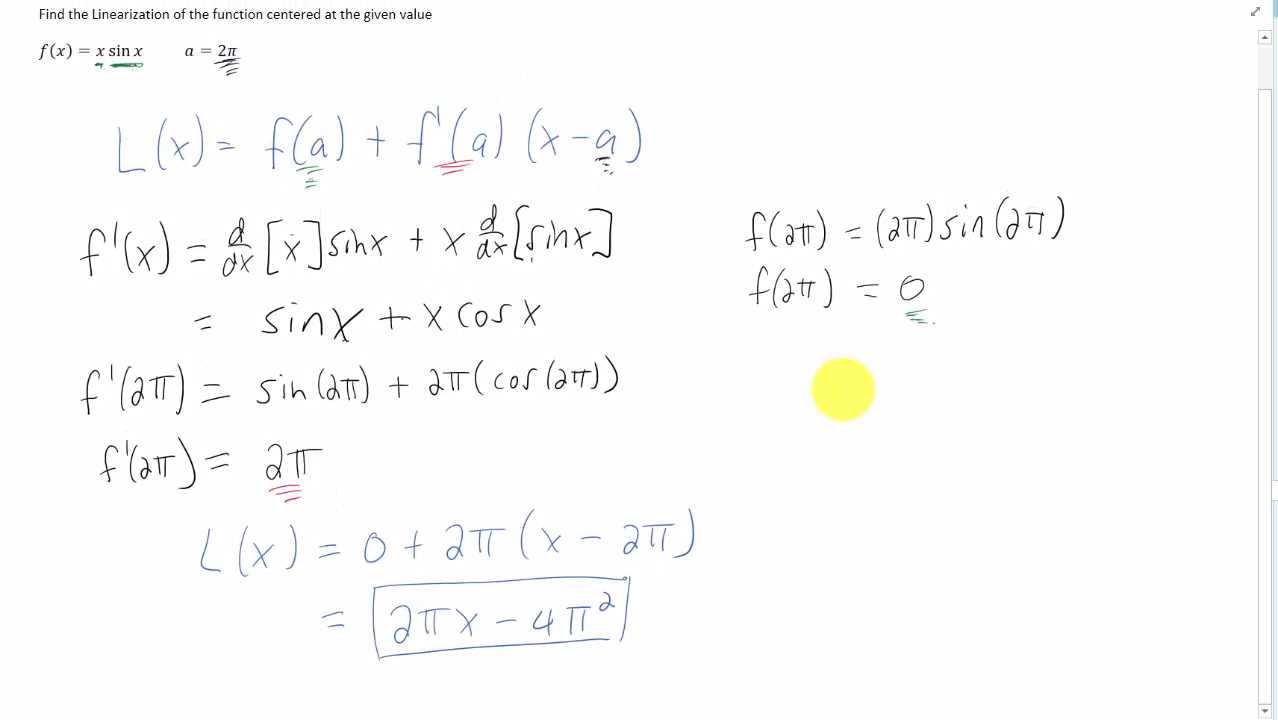 Find the Linearization of the function centered at the given value
f(x) = x sin x a = 2π
L(x) = f(a) + f'(a) (x-a)
f'(x) = d/dx [x] sinx + x d/dx [sinx]
= sinx + x cos x
f'(2π) = sin(2π) + 2π(cos(2π))
f'(2π) = 2π
f(2π) = (2π) sin(2π)
f(2π) = 0
L(x) = 0 + 2π (x - 2π)
= 2πx - 4π²